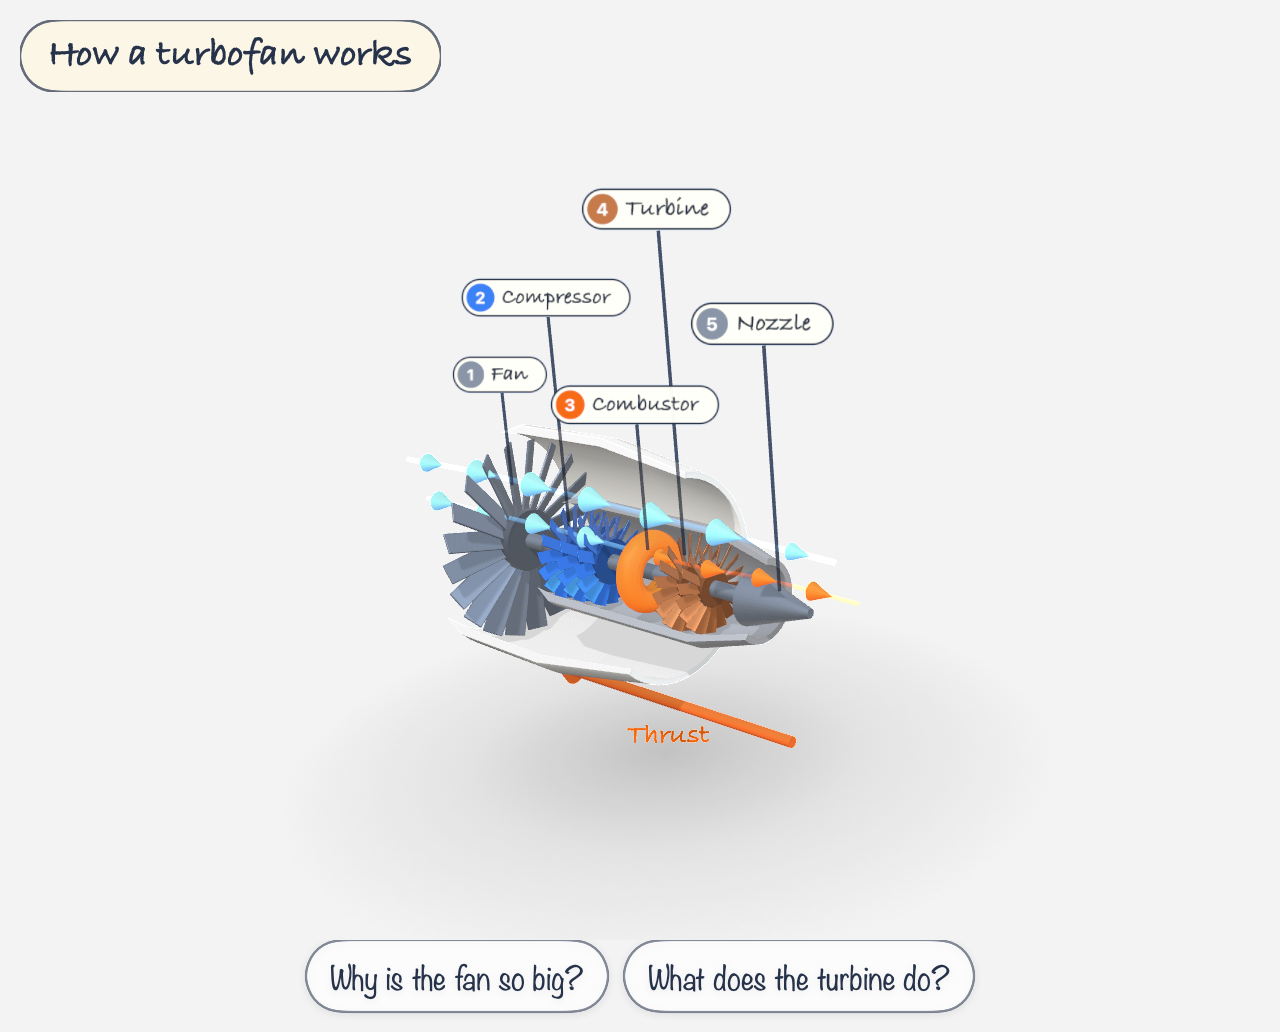 How a turbofan works
4 Turbine
2 Compressor
5 Nozzle
1 Fan
3 Combustor
Thrust
Why is the fan so big?
What does the turbine do?